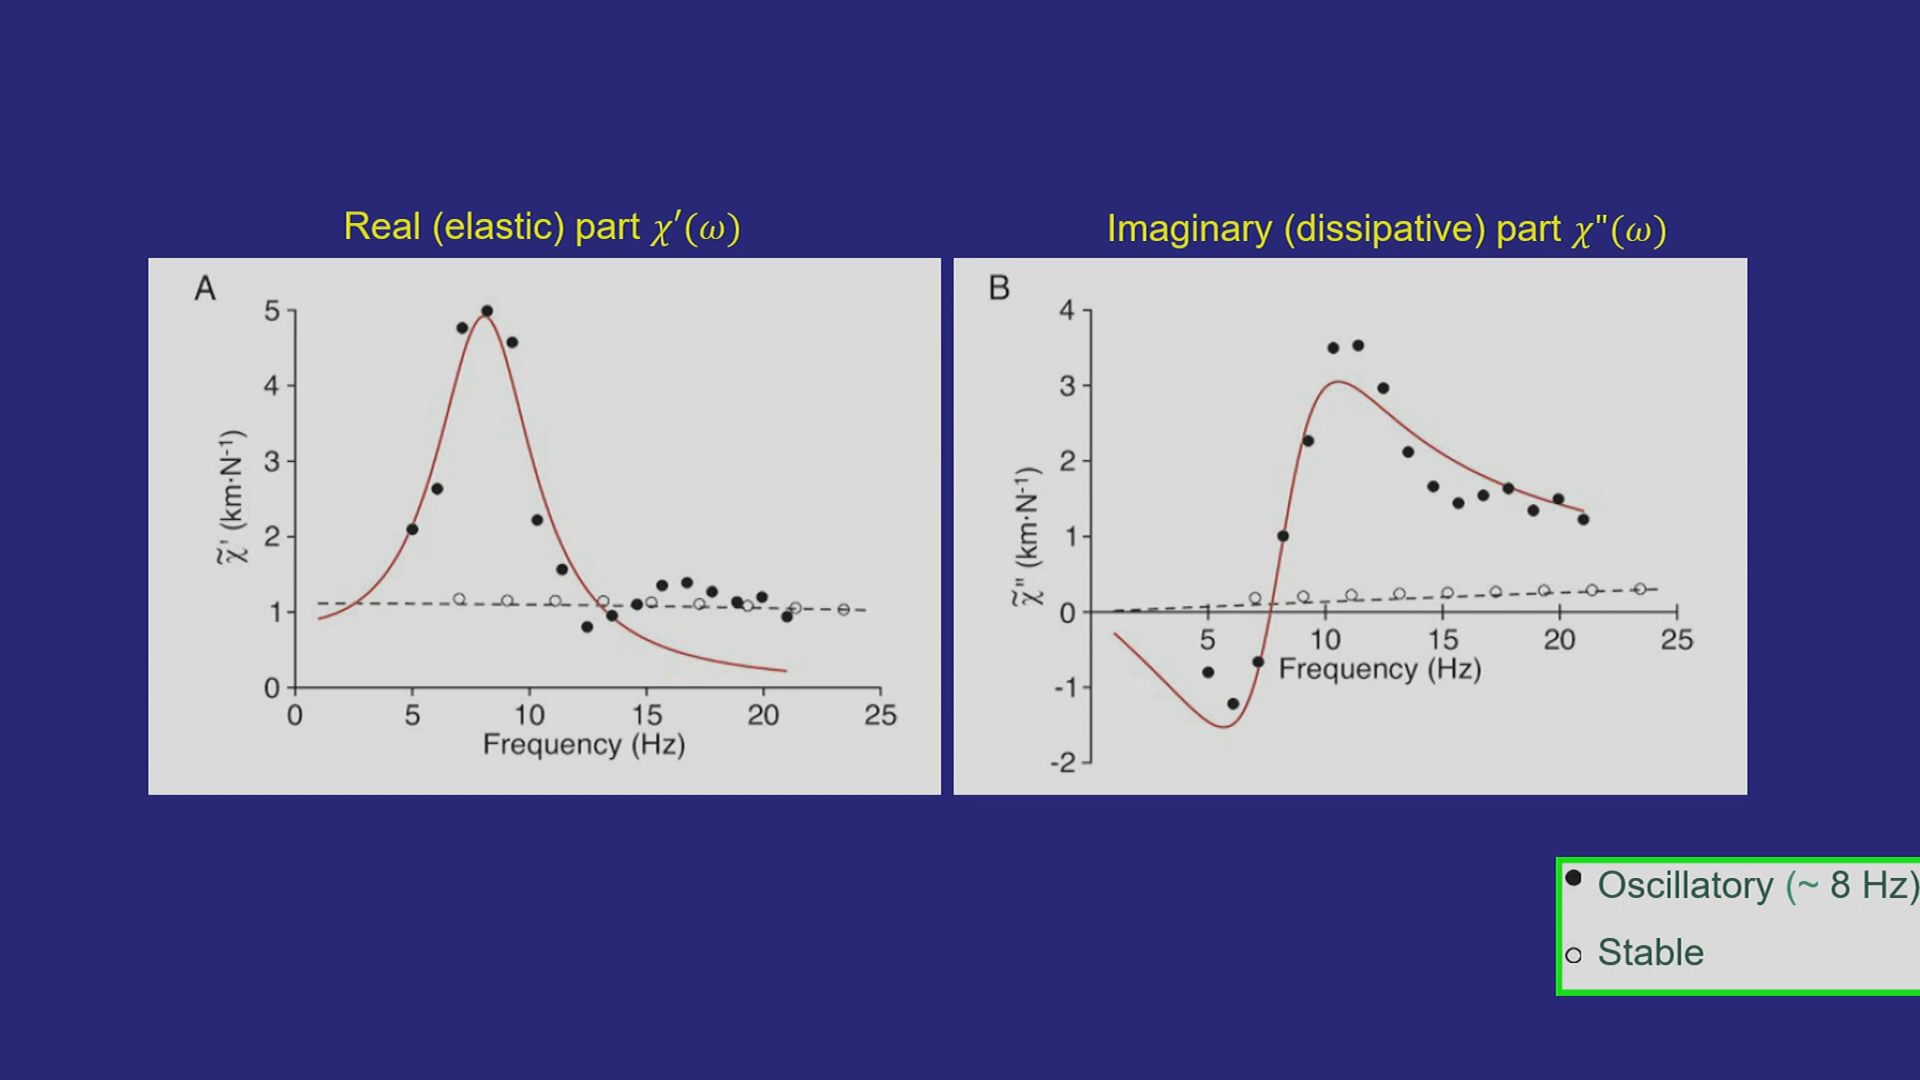 Real (elastic) part χ′(ω)
Imaginary (dissipative) part χ"(ω)
A
5
4
3
2
1
0
0 5 10 15 20 25
Frequency (Hz)
χ̃' (km·N⁻¹)
B
4
3
2
1
0
-1
-2
5 10 15 20 25
Frequency (Hz)
χ̃" (km·N⁻¹)
Oscillatory (~ 8 Hz)
Stable